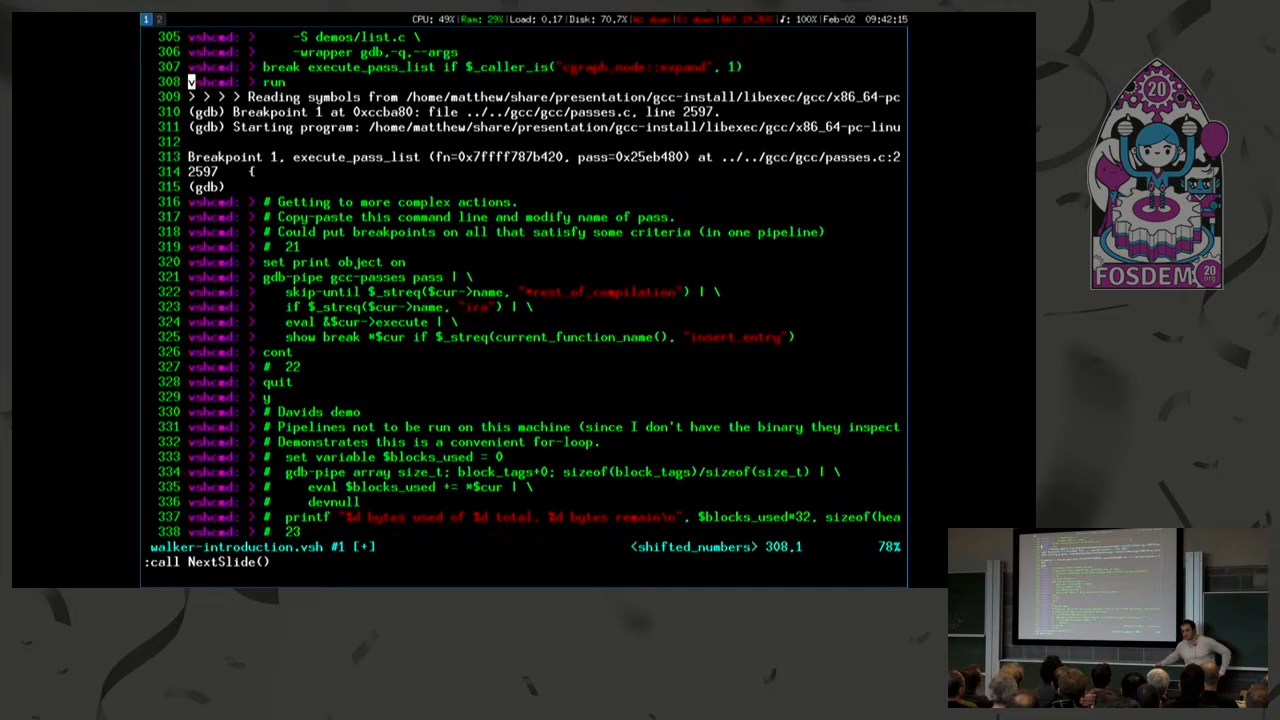 1 2 CPU: 49%|Ram: 29%|Load: 0,17|Disk: 70,7%| |♪: 100%|Feb-02 09:42:15
305 vshcmd: > -S demos/list.c \
306 vshcmd: > -wrapper gdb,-q,--args
307 vshcmd: > break execute_pass_list if $_caller_is("cgraph_node::expand", 1)
308 vshcmd: > run
309 > > > > Reading symbols from /home/matthew/share/presentation/gcc-install/libexec/gcc/x86_64-pc
310 (gdb) Breakpoint 1 at 0xccba80: file ../../gcc/gcc/passes.c, line 2597.
311 (gdb) Starting program: /home/matthew/share/presentation/gcc-install/libexec/gcc/x86_64-pc-linu
312
313 Breakpoint 1, execute_pass_list (fn=0x7ffff787b420, pass=0x25eb480) at ../../gcc/gcc/passes.c:2
314 2597 {
315 (gdb)
316 vshcmd: > # Getting to more complex actions.
317 vshcmd: > # Copy-paste this command line and modify name of pass.
318 vshcmd: > # Could put breakpoints on all that satisfy some criteria (in one pipeline)
319 vshcmd: > # 21
320 vshcmd: > set print object on
321 vshcmd: > gdb-pipe gcc-passes pass | \
322 vshcmd: > skip-until $_streq($cur->name, "*rest_of_compilation") | \
323 vshcmd: > if $_streq($cur->name, "ira") | \
324 vshcmd: > eval &$cur->execute | \
325 vshcmd: > show break *$cur if $_streq(current_function_name(), "insert_entry")
326 vshcmd: > cont
327 vshcmd: > # 22
328 vshcmd: > quit
329 vshcmd: > y
330 vshcmd: > # Davids demo
331 vshcmd: > # Pipelines not to be run on this machine (since I don't have the binary they inspect
332 vshcmd: > # Demonstrates this is a convenient for-loop.
333 vshcmd: > # set variable $blocks_used = 0
334 vshcmd: > # gdb-pipe array size_t; block_tags+0; sizeof(block_tags)/sizeof(size_t) | \
335 vshcmd: > # eval $blocks_used += *$cur | \
336 vshcmd: > # devnull
337 vshcmd: > # printf "%d bytes used of %d total, %d bytes remain\n", $blocks_used*32, sizeof(hea
338 vshcmd: > # 23
walker-introduction.vsh #1 [+] <shifted_numbers> 308,1 78%
:call NextSlide()
20
FOSDEM 20
.org